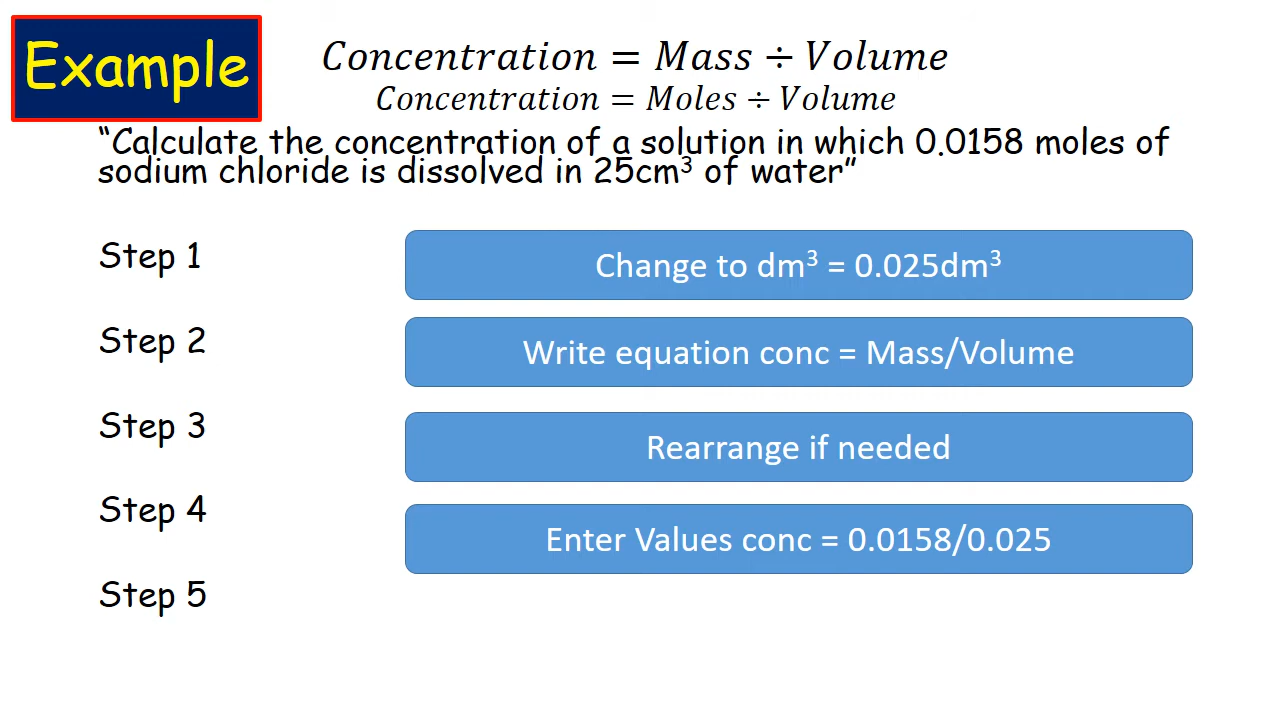 Example
Concentration = Mass ÷ Volume
Concentration = Moles ÷ Volume
“Calculate the concentration of a solution in which 0.0158 moles of
sodium chloride is dissolved in 25cm³ of water”
Step 1
Change to dm³ = 0.025dm³
Step 2
Write equation conc = Mass/Volume
Step 3
Rearrange if needed
Step 4
Enter Values conc = 0.0158/0.025
Step 5